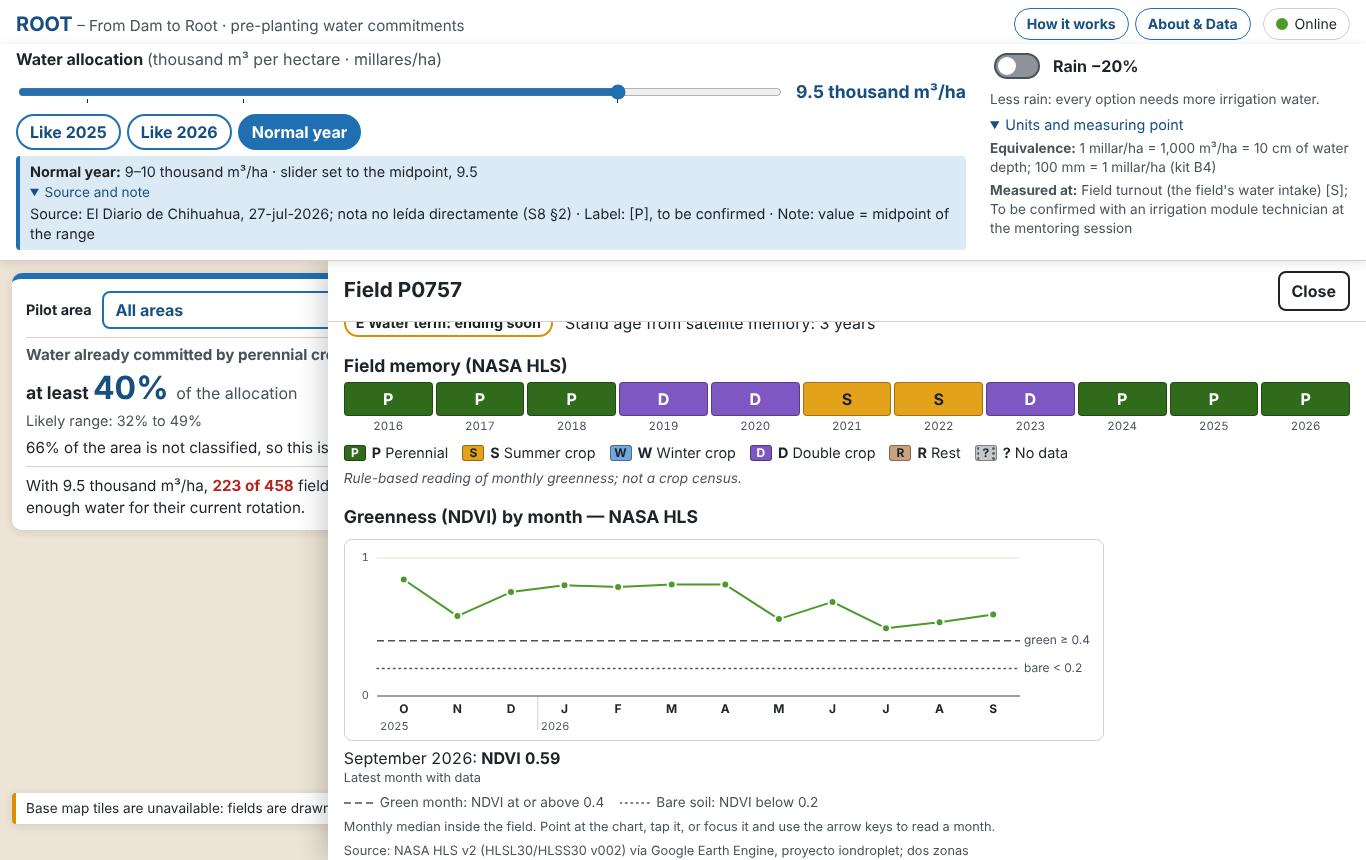 ROOT – From Dam to Root · pre-planting water commitments
How it works
About & Data
Online
Water allocation (thousand m³ per hectare · millares/ha)
9.5 thousand m³/ha
Like 2025
Like 2026
Normal year
Normal year: 9–10 thousand m³/ha · slider set to the midpoint, 9.5
▼ Source and note
Source: El Diario de Chihuahua, 27-jul-2026; nota no leída directamente (S8 §2) · Label: [P], to be confirmed · Note: value = midpoint of
the range
Rain −20%
Less rain: every option needs more irrigation water.
▼ Units and measuring point
Equivalence: 1 millar/ha = 1,000 m³/ha = 10 cm of water
depth; 100 mm = 1 millar/ha (kit B4)
Measured at: Field turnout (the field's water intake) [S];
To be confirmed with an irrigation module technician at
the mentoring session
Pilot area
All areas
Water already committed by perennial
at least 40% of the allocation
Likely range: 32% to 49%
66% of the area is not classified, so this is
With 9.5 thousand m³/ha, 223 of 458
enough water for their current rotation.
Base map tiles are unavailable: fields are
Field P0757
Close
E Water term: ending soon
Stand age from satellite memory: 3 years
Field memory (NASA HLS)
P P P D D S S D P P P
2016 2017 2018 2019 2020 2021 2022 2023 2024 2025 2026
P P Perennial S S Summer crop W W Winter crop D D Double crop R R Rest ? ? No data
Rule-based reading of monthly greenness; not a crop census.
Greenness (NDVI) by month — NASA HLS
1
green ≥ 0.4
bare < 0.2
0
O N D J F M A M J J A S
2025 2026
September 2026: NDVI 0.59
Latest month with data
Green month: NDVI at or above 0.4 Bare soil: NDVI below 0.2
Monthly median inside the field. Point at the chart, tap it, or focus it and use the arrow keys to read a month.
Source: NASA HLS v2 (HLSL30/HLSS30 v002) vía Google Earth Engine, proyecto iondroplet; dos zonas